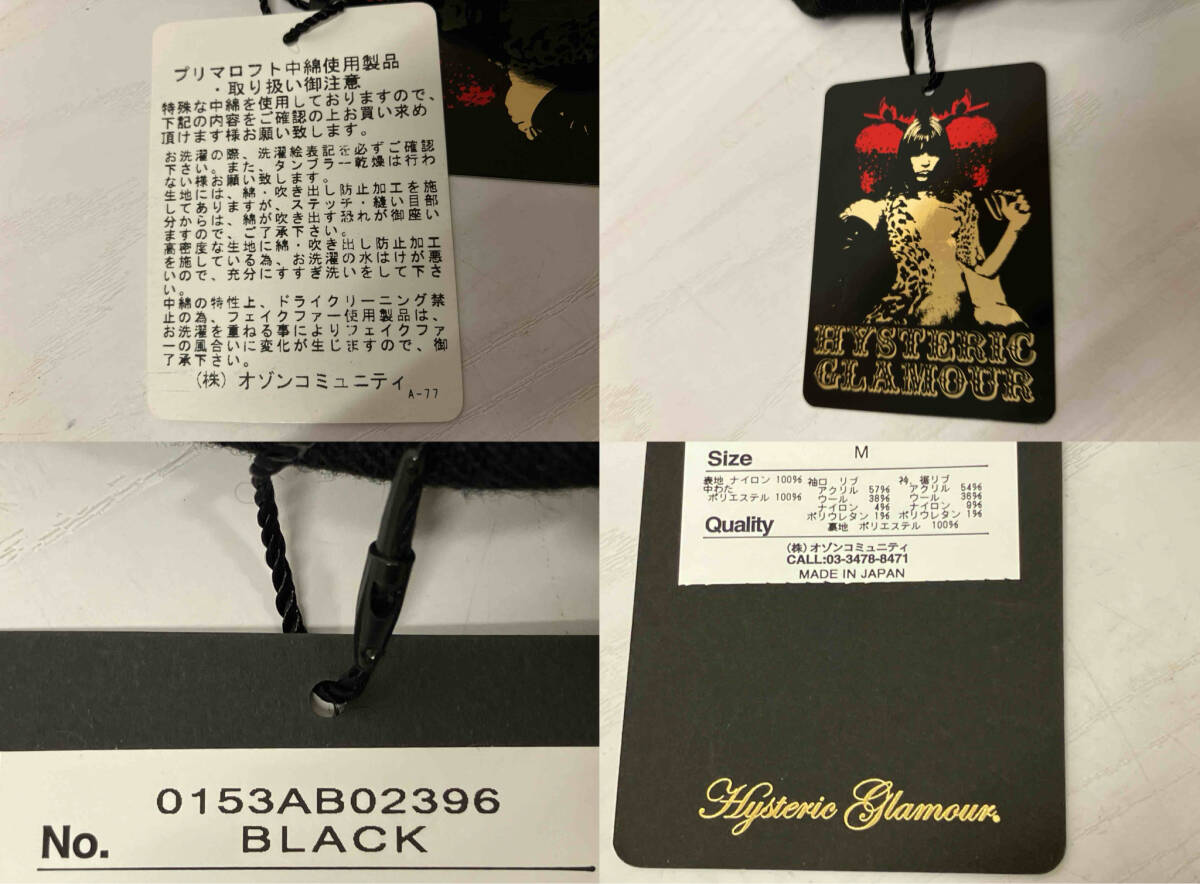 プリマロフト中綿使用製品
・取り扱い御注意
特殊な中綿を使用しておりますので、
下記の内容をご確認の上お買い求め
頂けます様お願い致します。
お洗濯の際、洗濯絵表記を必ずご確認
下さい。また、タンブラー乾燥は行わ
ない様お願い致します。
生地には、綿・吹き出し防止加工を施
してありますが、ステッチ・縫い目部
分からは、綿が吹き出す恐れが御座い
ますので、ご了承下さい。
高密度な生地に綿・吹き出し防止加工
を施している為、お洗濯の水はけが悪
いので、充分にすすぎ洗いをして下さ
い。
中綿の特性上、ドライクリーニング禁
止の為、フェイクファー使用製品は、
お洗濯を重ねる事によりフェイクファ
ーの風合いに変化が生じますので、御
了承下さい。
(株) オゾンコミュニティ
A-77
HYSTERIC
GLAMOUR
0153AB02396
No. BLACK
Size M
表地 ナイロン 100% 袖口 リブ 衿、裾リブ
中わた アクリル 57% アクリル 54%
ポリエステル 100% ウール 38% ウール 36%
ナイロン 4% ナイロン 9%
ポリウレタン 1% ポリウレタン 1%
Quality 裏地 ポリエステル 100%
(株)オゾンコミュニティ
CALL:03-3478-8471
MADE IN JAPAN
Hysteric Glamour.